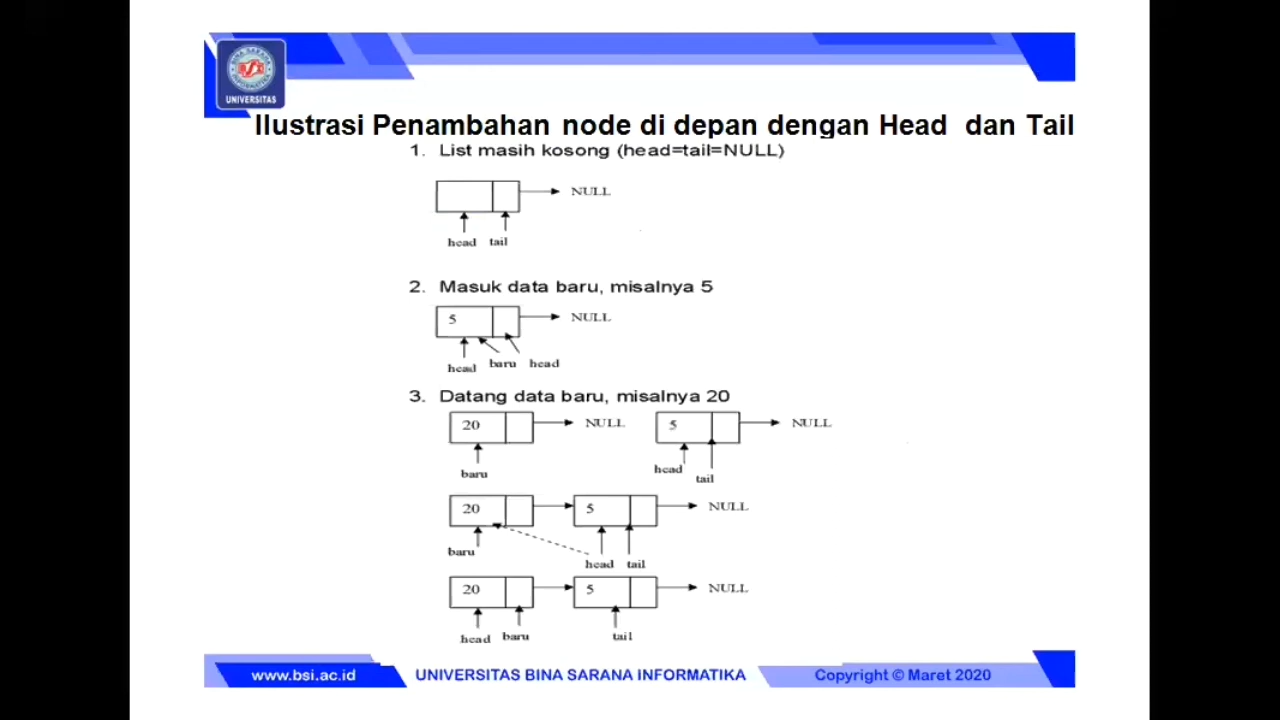 BINA SARANA
INFORMATIKA
UNIVERSITAS
Ilustrasi Penambahan node di depan dengan Head dan Tail
1. List masih kosong (head=tail=NULL)
NULL
head tail
2. Masuk data baru, misalnya 5
5 NULL
head baru head
3. Datang data baru, misalnya 20
20 NULL 5 NULL
baru head tail
20 5 NULL
baru head tail
20 5 NULL
head baru tail
www.bsi.ac.id UNIVERSITAS BINA SARANA INFORMATIKA Copyright © Maret 2020